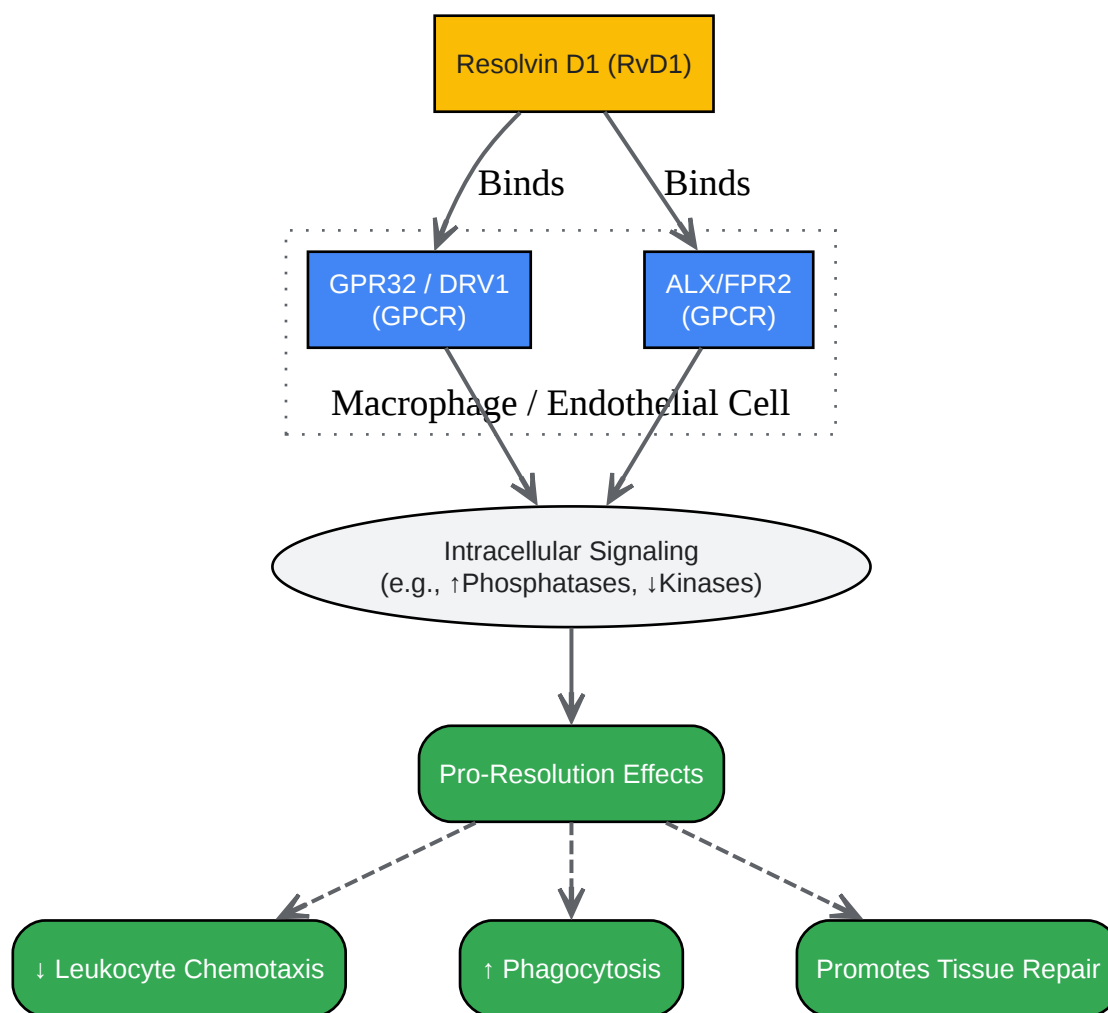 Resolvin D1 (RvD1)
Binds
Binds
GPR32 / DRV1
(GPCR)
ALX/FPR2
(GPCR)
Macrophage / Endothelial Cell
Intracellular Signaling
(e.g., ↑Phosphatases, ↓Kinases)
Pro-Resolution Effects
↓ Leukocyte Chemotaxis
↑ Phagocytosis
Promotes Tissue Repair